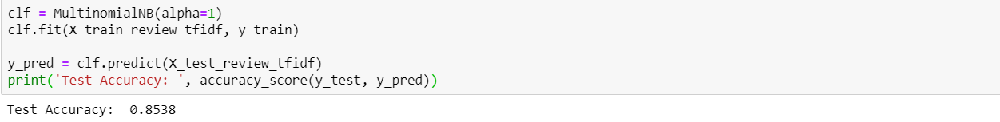 clf = MultinomialNB(alpha=1)
clf.fit(X_train_review_tfidf, y_train)
y_pred = clf.predict(X_test_review_tfidf)
print('Test Accuracy: ', accuracy_score(y_test, y_pred))
Test Accuracy:  0.8538